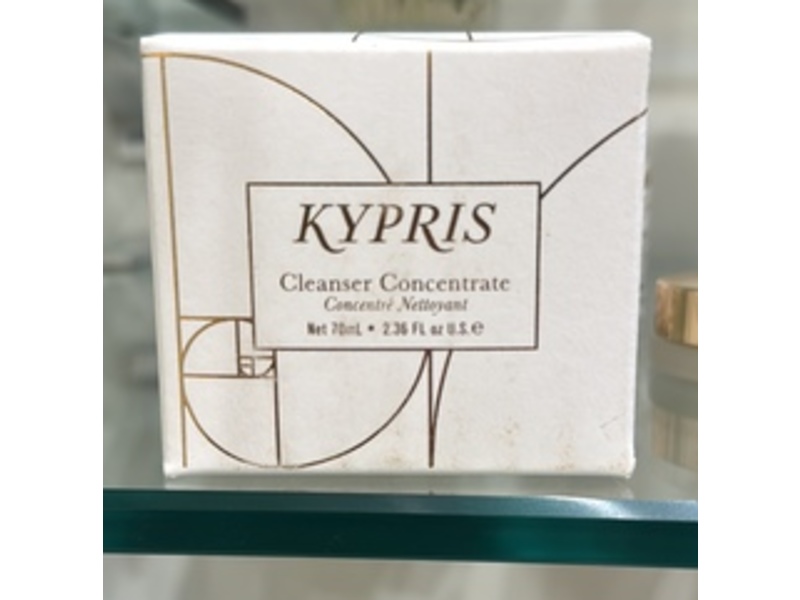 KYPRIS
Cleanser Concentrate
Concentré Nettoyant
Net 70mL • 2.36 FL oz U.S.℮